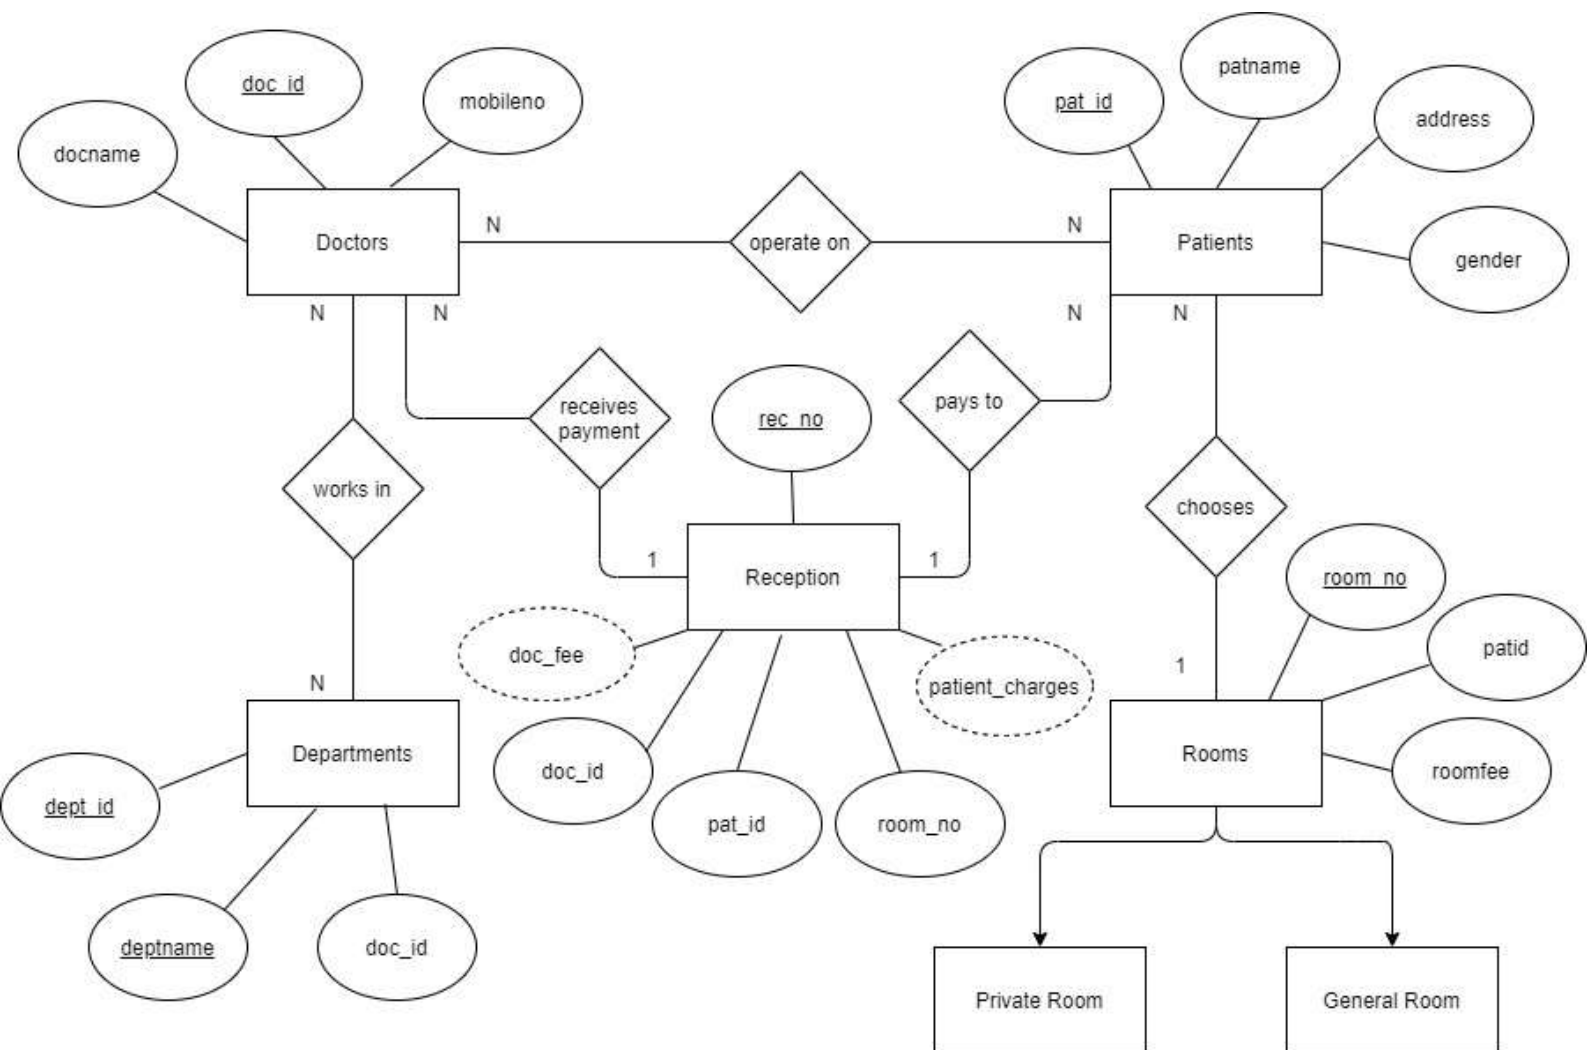 patname
doc_id
mobileno
pat_id
address
docname
Doctors
N
operate on
N
Patients
gender
N
N
N
N
receives
payment
rec_no
pays to
works in
chooses
1
Reception
1
room_no
doc_fee
patient_charges
1
patid
N
Departments
doc_id
Rooms
roomfee
dept_id
pat_id
room_no
deptname
doc_id
Private Room
General Room